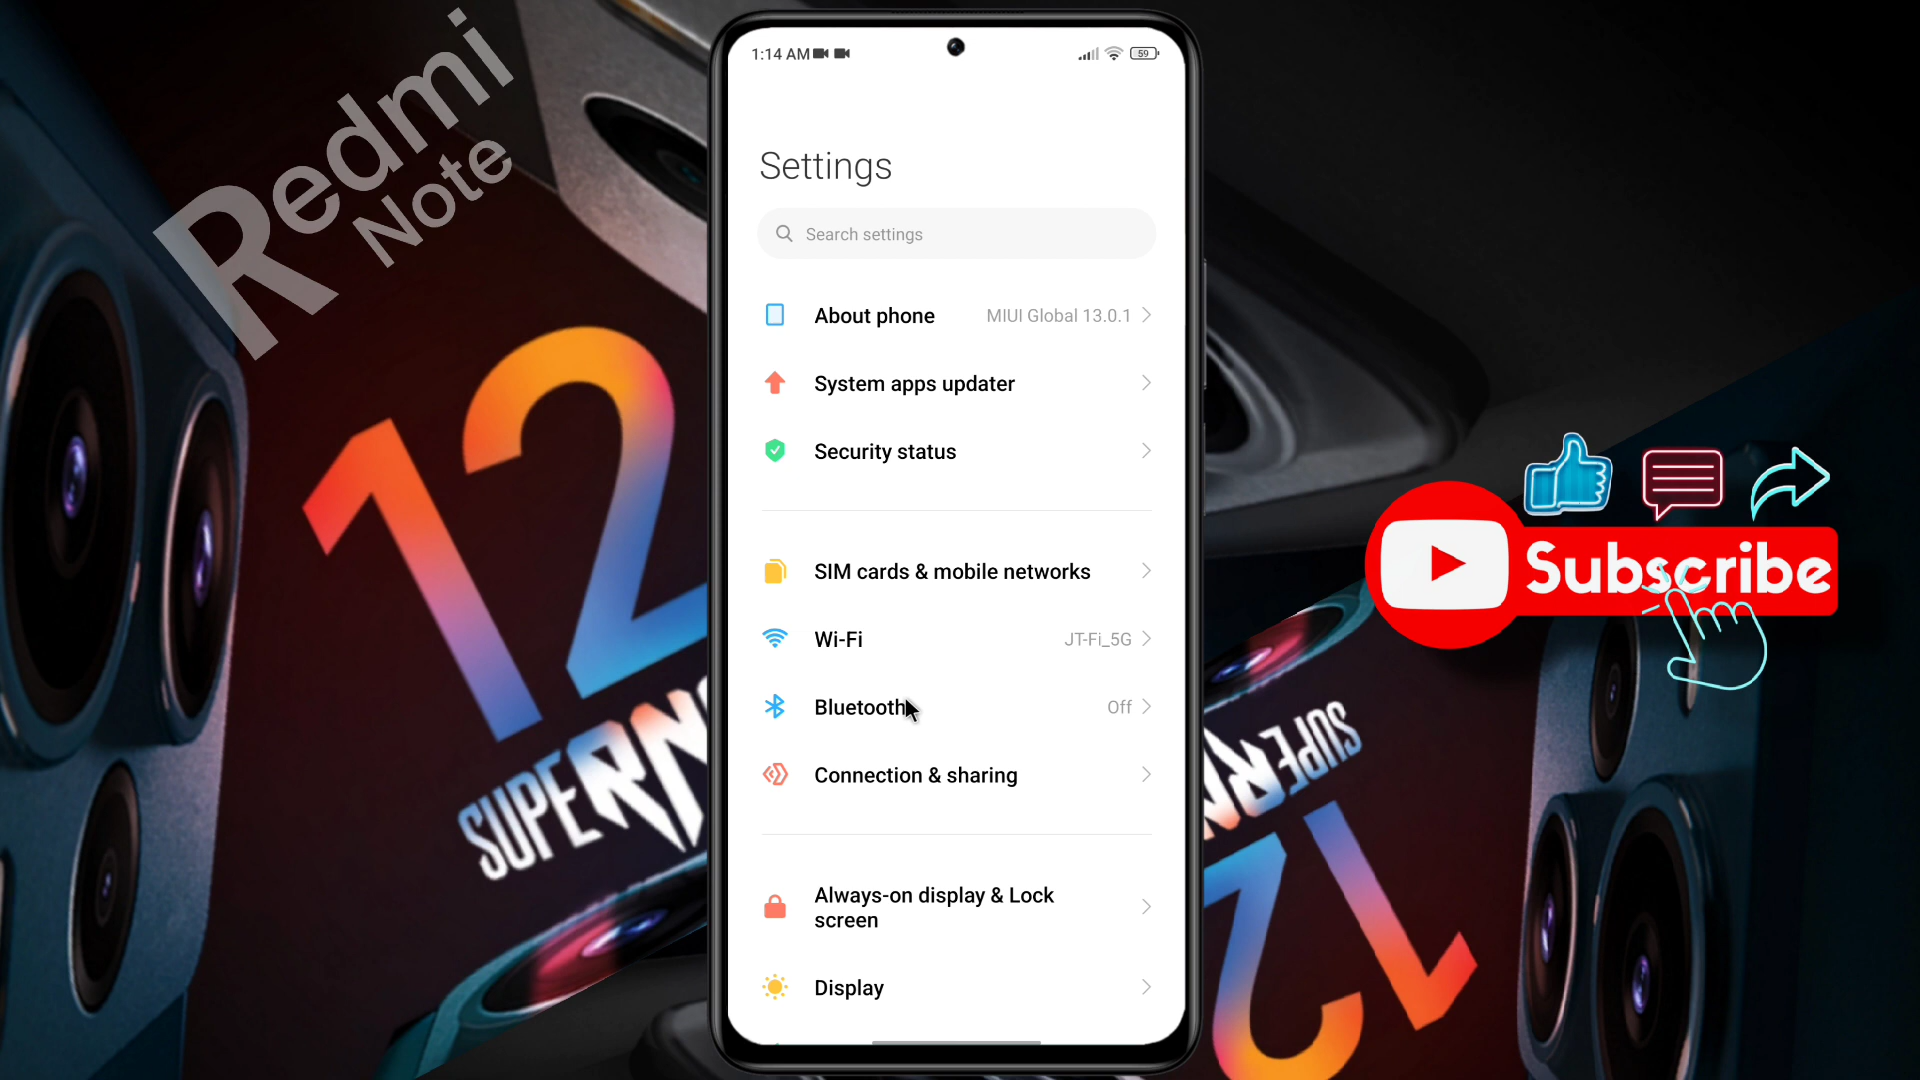 Redmi
Note
1:14 AM
59
Settings
Search settings
About phone
MIUI Global 13.0.1
System apps updater
Security status
SIM cards & mobile networks
Wi-Fi
JT-Fi_5G
Bluetooth
Off
Connection & sharing
Always-on display & Lock
screen
Display
12
Subscribe
12